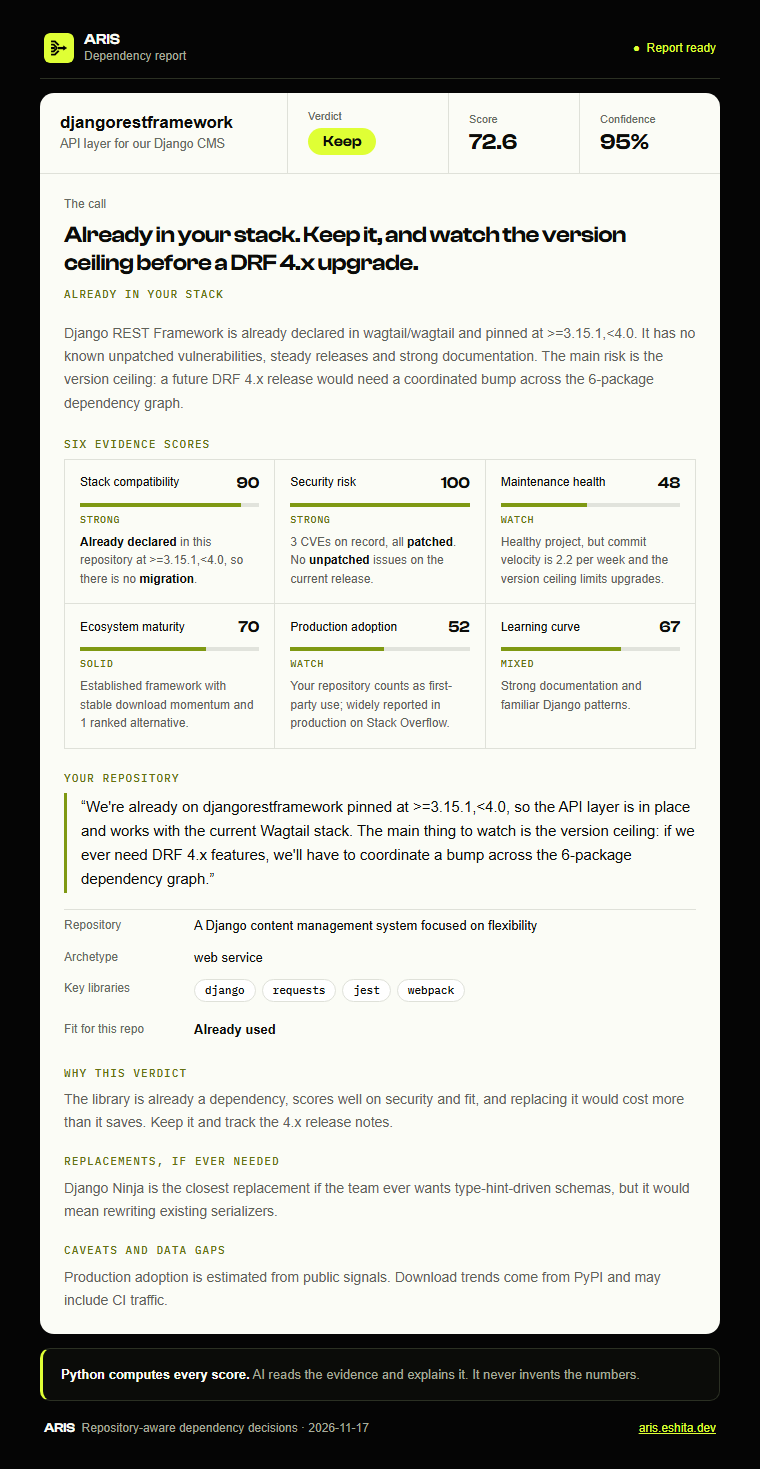 ARIS
Dependency report
● Report ready
djangorestframework
API layer for our Django CMS
Verdict
Keep
Score
72.6
Confidence
95%
The call
Already in your stack. Keep it, and watch the version
ceiling before a DRF 4.x upgrade.
ALREADY IN YOUR STACK
Django REST Framework is already declared in wagtail/wagtail and pinned at >=3.15.1,<4.0. It has no
known unpatched vulnerabilities, steady releases and strong documentation. The main risk is the
version ceiling: a future DRF 4.x release would need a coordinated bump across the 6-package
dependency graph.
SIX EVIDENCE SCORES
Stack compatibility 90
STRONG
Already declared in this
repository at >=3.15.1,<4.0, so
there is no migration.
Security risk 100
STRONG
3 CVEs on record, all patched.
No unpatched issues on the
current release.
Maintenance health 48
WATCH
Healthy project, but commit
velocity is 2.2 per week and the
version ceiling limits upgrades.
Ecosystem maturity 70
SOLID
Established framework with
stable download momentum and
1 ranked alternative.
Production adoption 52
WATCH
Your repository counts as first-
party use; widely reported in
production on Stack Overflow.
Learning curve 67
MIXED
Strong documentation and
familiar Django patterns.
YOUR REPOSITORY
“We're already on djangorestframework pinned at >=3.15.1,<4.0, so the API layer is in place
and works with the current Wagtail stack. The main thing to watch is the version ceiling: if we
ever need DRF 4.x features, we'll have to coordinate a bump across the 6-package
dependency graph.”
Repository A Django content management system focused on flexibility
Archetype web service
Key libraries django requests jest webpack
Fit for this repo Already used
WHY THIS VERDICT
The library is already a dependency, scores well on security and fit, and replacing it would cost more
than it saves. Keep it and track the 4.x release notes.
REPLACEMENTS, IF EVER NEEDED
Django Ninja is the closest replacement if the team ever wants type-hint-driven schemas, but it would
mean rewriting existing serializers.
CAVEATS AND DATA GAPS
Production adoption is estimated from public signals. Download trends come from PyPI and may
include CI traffic.
Python computes every score. AI reads the evidence and explains it. It never invents the numbers.
ARIS Repository-aware dependency decisions · 2026-11-17
aris.eshita.dev